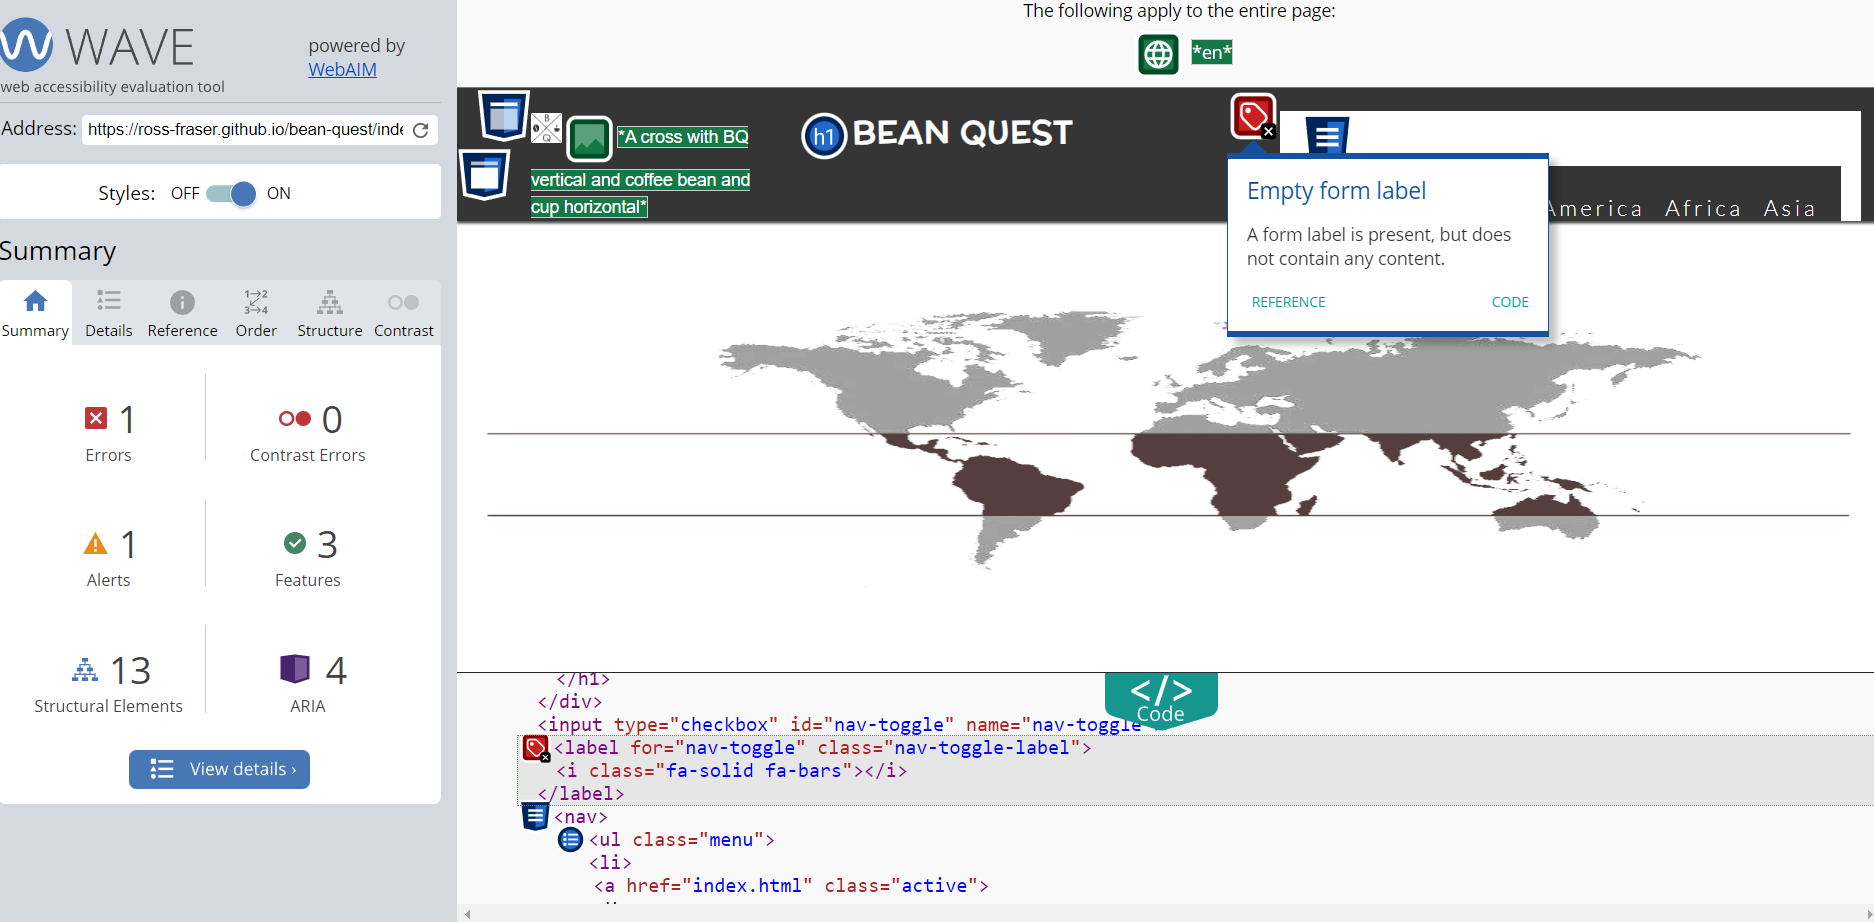 WAVE
powered by
WebAIM
web accessibility evaluation tool
Address: https://ross-fraser.github.io/bean-quest/inde
Styles: OFF ON
Summary
Summary Details Reference Order Structure Contrast
1 Errors
0 Contrast Errors
1 Alerts
3 Features
13 Structural Elements
4 ARIA
View details ›
The following apply to the entire page:
*en*
B
Q
*A cross with BQ
vertical and coffee bean and
cup horizontal*
h1 BEAN QUEST
Empty form label
A form label is present, but does
not contain any content.
REFERENCE CODE
America Africa Asia
</> Code
</h1>
</div>
<input type="checkbox" id="nav-toggle" name="nav-toggle
<label for="nav-toggle" class="nav-toggle-label">
<i class="fa-solid fa-bars"></i>
</label>
<nav>
<ul class="menu">
<li>
<a href="index.html" class="active">